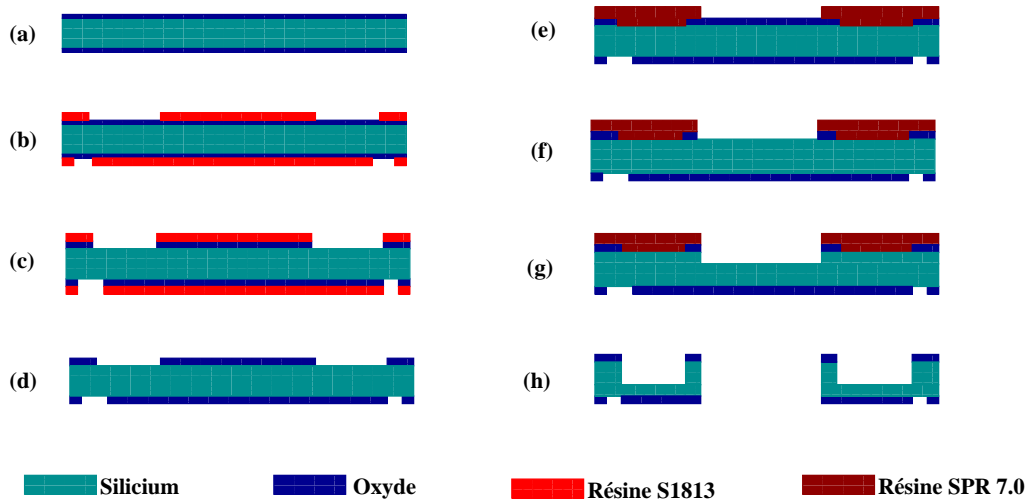 (a)
(b)
(c)
(d)
(e)
(f)
(g)
(h)
Silicium
Oxyde
Résine S1813
Résine SPR 7.0